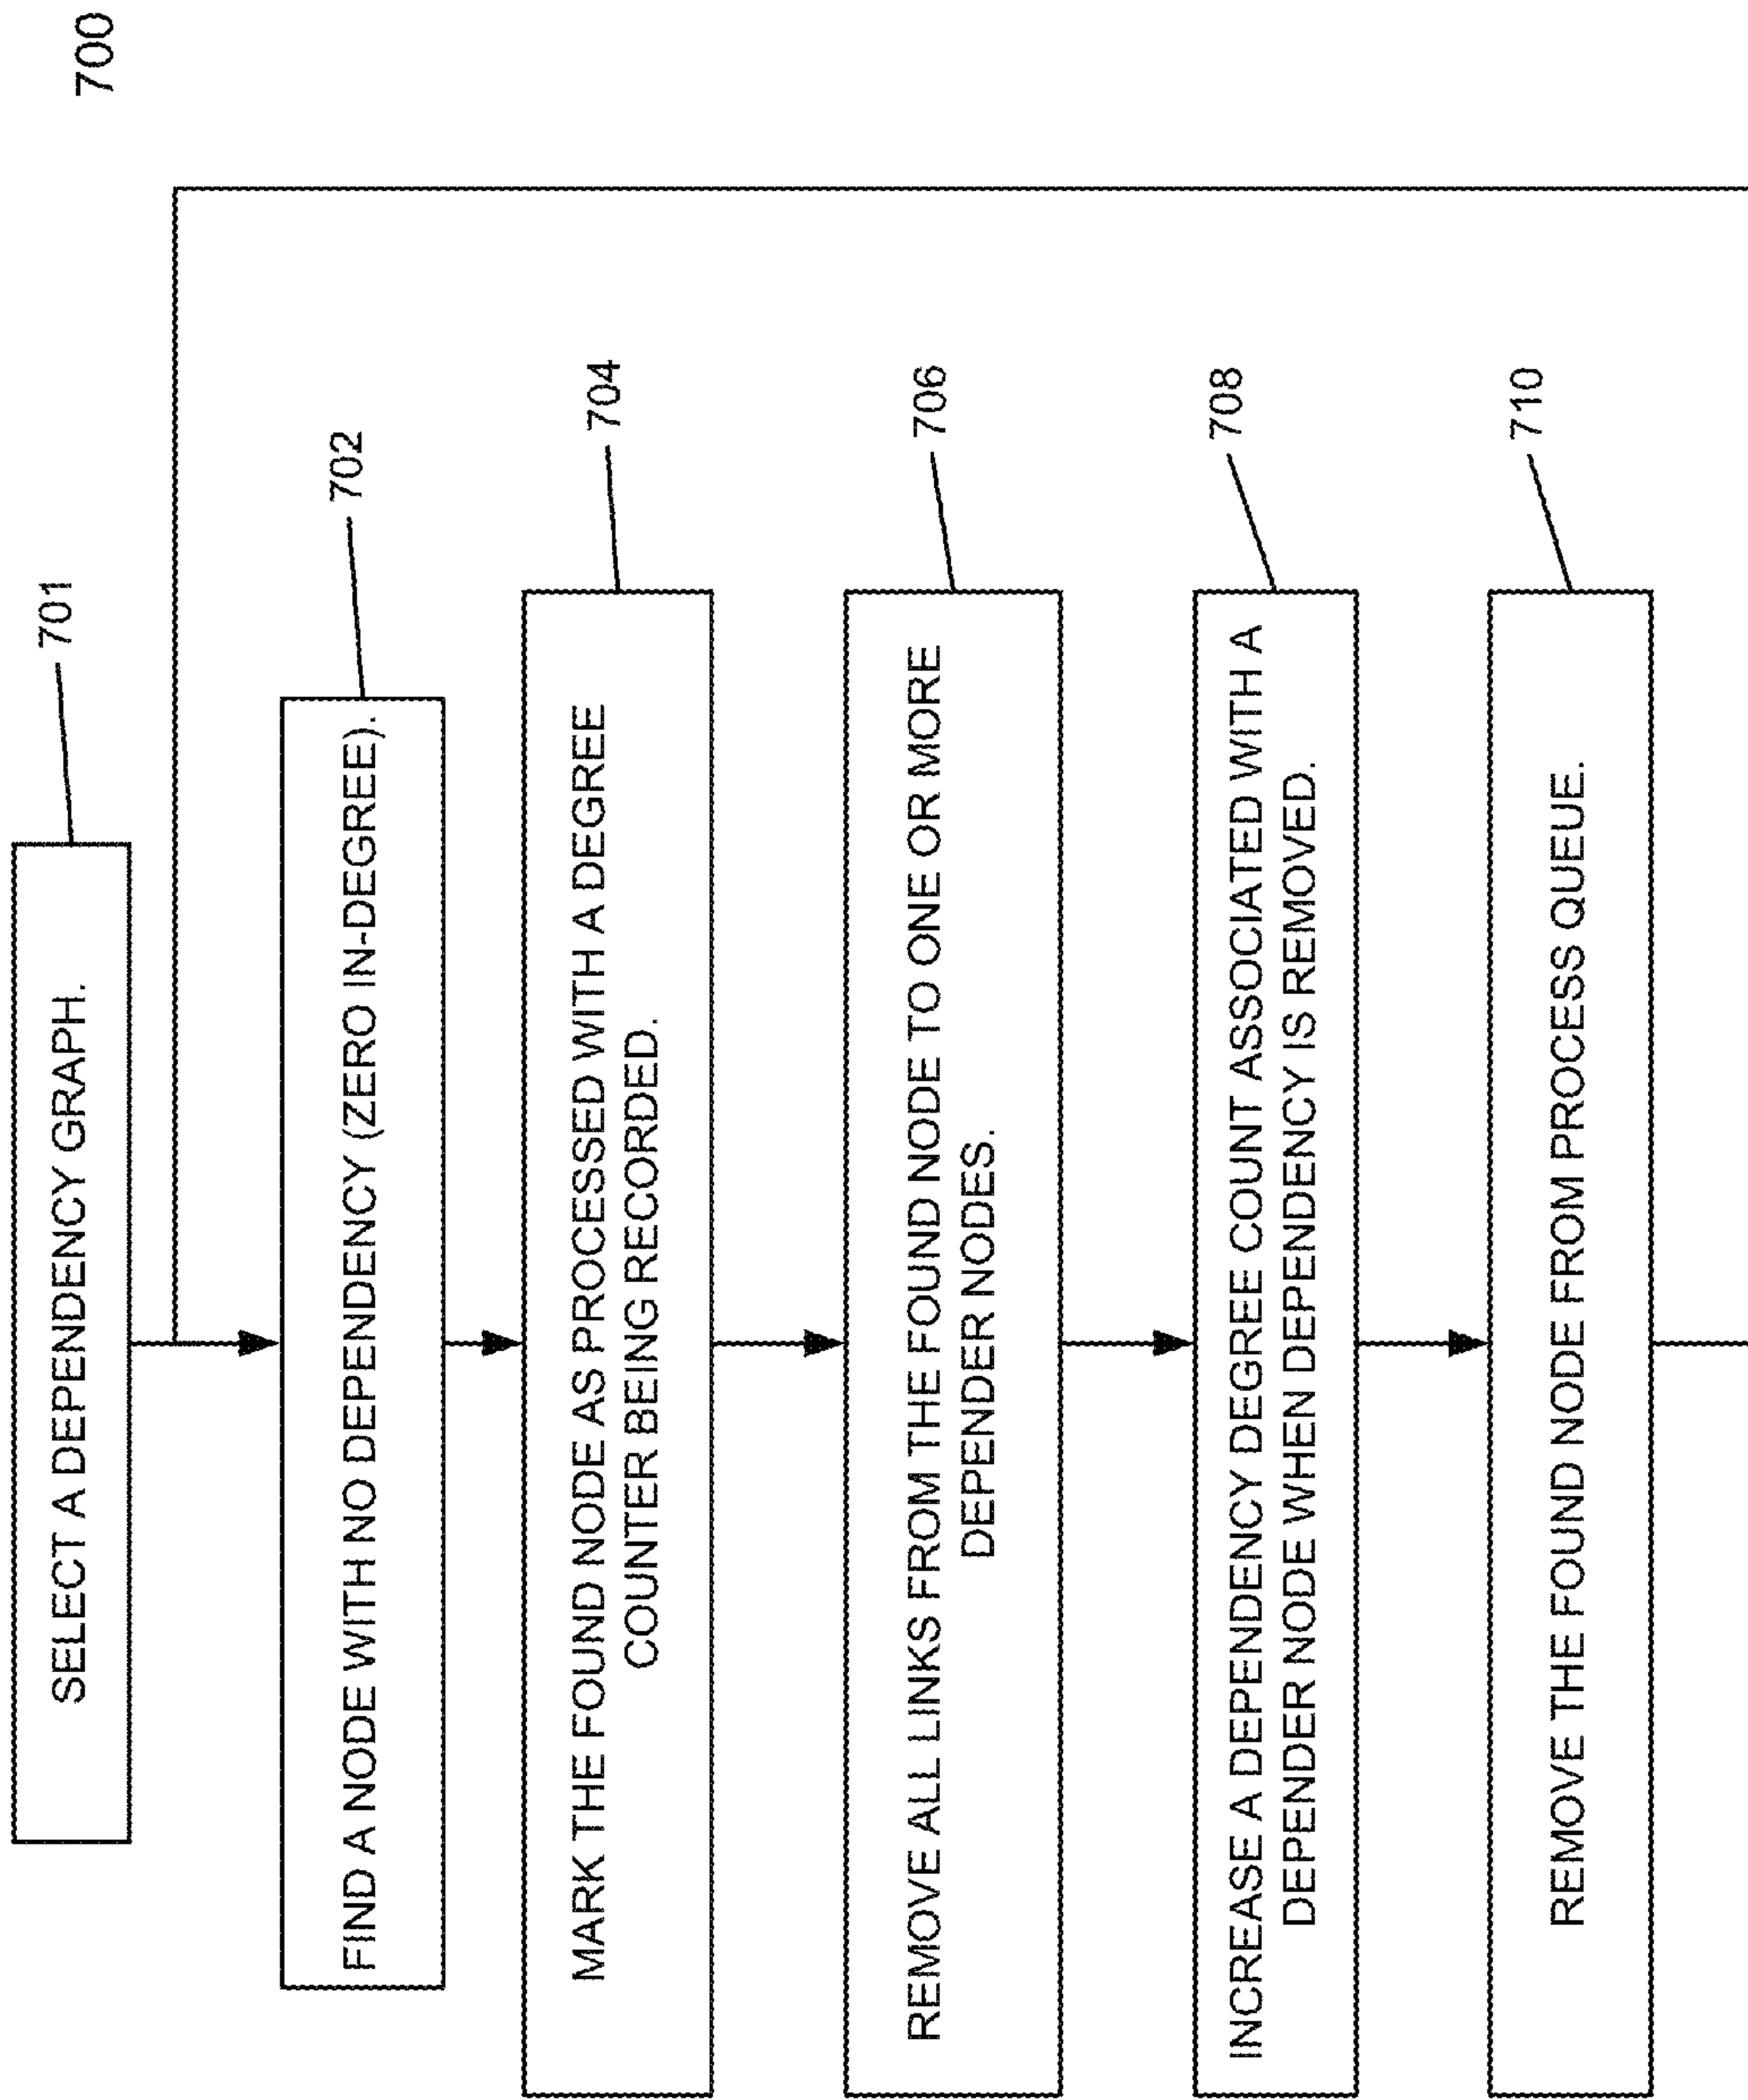 700
SELECT A DEPENDENCY GRAPH.
701
FIND A NODE WITH NO DEPENDENCY (ZERO IN-DEGREE).
702
MARK THE FOUND NODE AS PROCESSED WITH A DEGREE
COUNTER BEING RECORDED.
704
REMOVE ALL LINKS FROM THE FOUND NODE TO ONE OR MORE
DEPENDER NODES.
706
INCREASE A DEPENDENCY DEGREE COUNT ASSOCIATED WITH A
DEPENDER NODE WHEN DEPENDENCY IS REMOVED.
708
REMOVE THE FOUND NODE FROM PROCESS QUEUE.
710